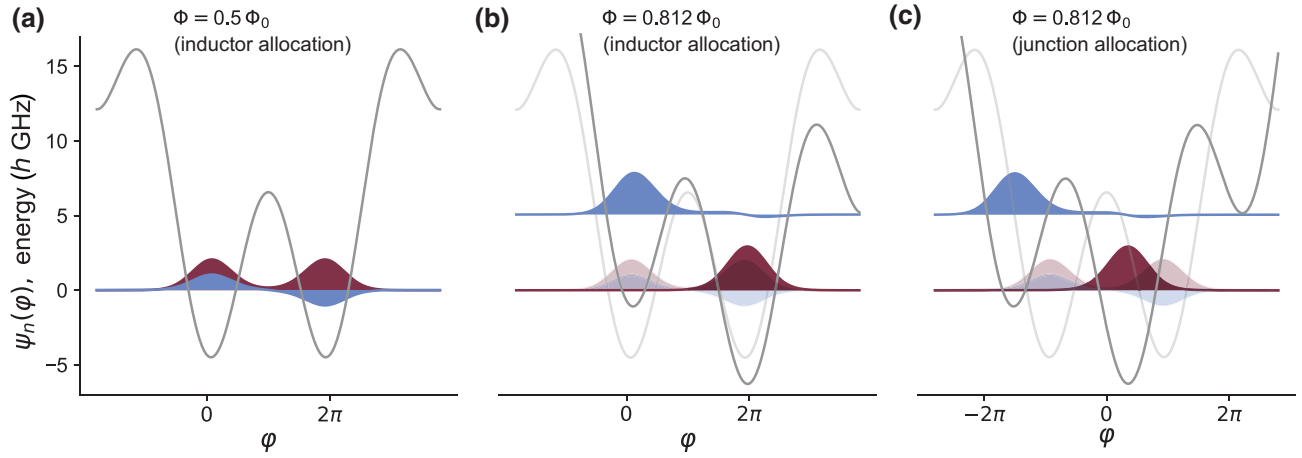 (a)
Φ = 0.5 Φ₀
(inductor allocation)
(b)
Φ = 0.812 Φ₀
(inductor allocation)
(c)
Φ = 0.812 Φ₀
(junction allocation)
ψₙ(φ), energy (h GHz)
15
10
5
0
−5
0
2π
φ
0
2π
φ
−2π
0
2π
φ